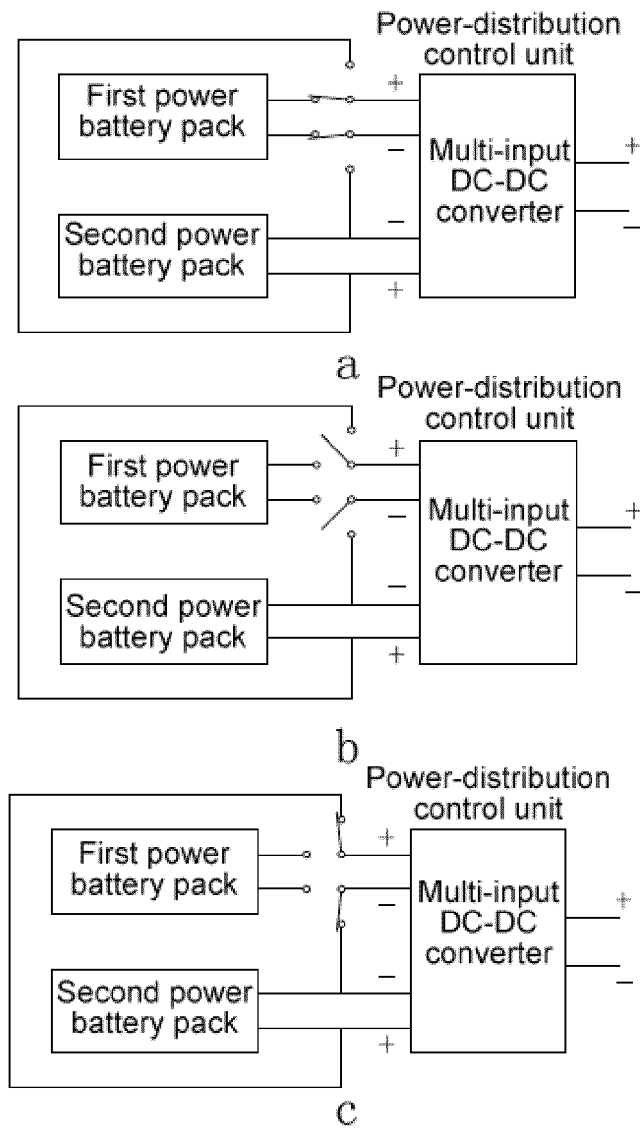 Power-distribution
control unit
First power
battery pack
+
−
Multi-input
DC-DC
converter
+
−
Second power
battery pack
−
+
a
Power-distribution
control unit
First power
battery pack
+
−
Multi-input
DC-DC
converter
+
−
Second power
battery pack
−
+
b
Power-distribution
control unit
First power
battery pack
+
−
Multi-input
DC-DC
converter
+
−
Second power
battery pack
−
+
c